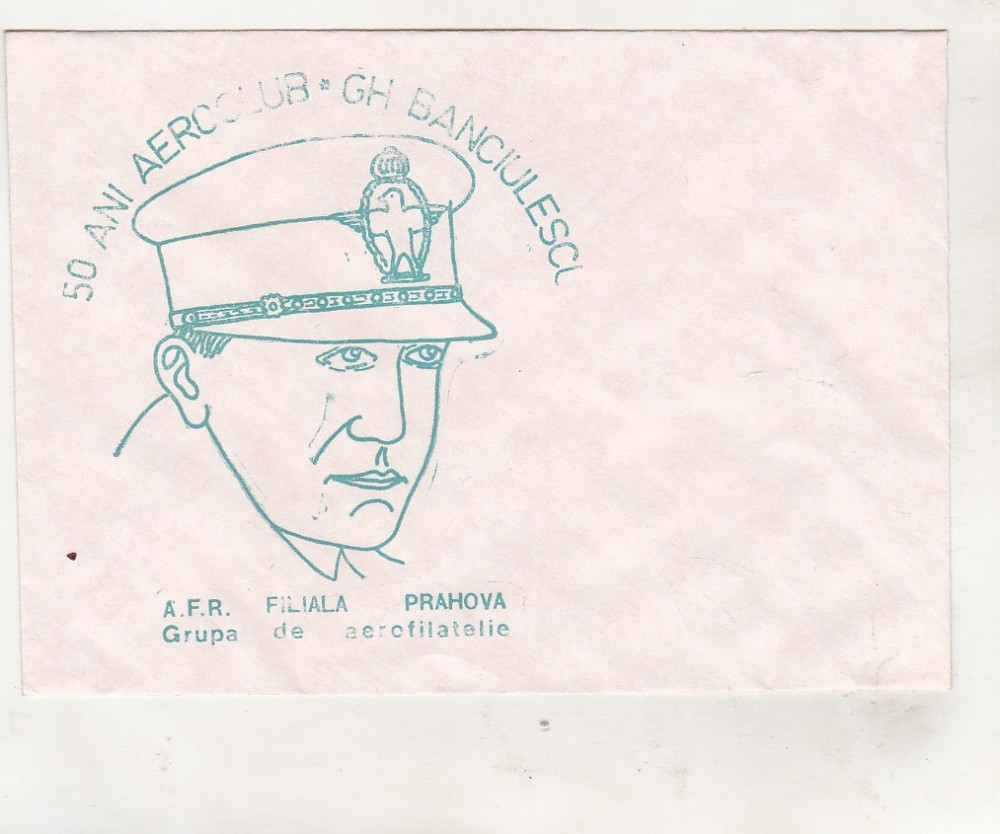 50 ANI AEROCLUB * GH BANCIULESCU
A.F.R. FILIALA PRAHOVA
Grupa de aerofilatelie